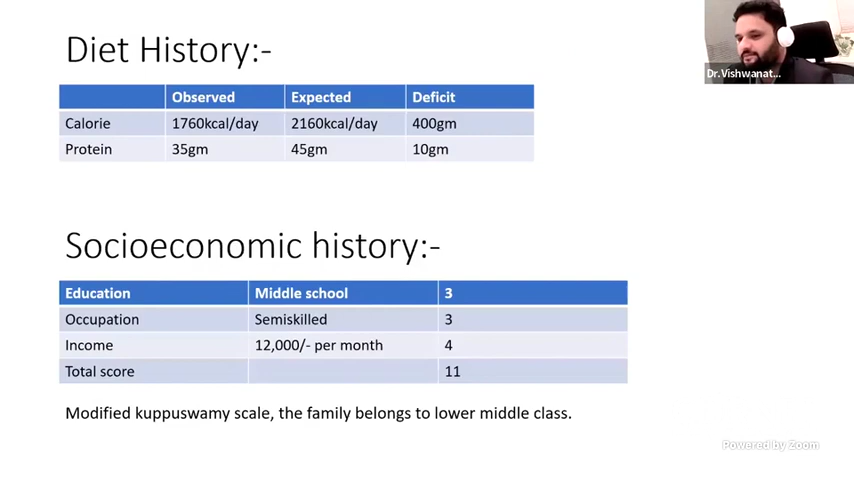 Diet History:-
Dr.Vishwanat...
Observed Expected Deficit
Calorie 1760kcal/day 2160kcal/day 400gm
Protein 35gm 45gm 10gm
Socioeconomic history:-
Education Middle school 3
Occupation Semiskilled 3
Income 12,000/- per month 4
Total score 11
Modified kuppuswamy scale, the family belongs to lower middle class.
Powered by Zoom